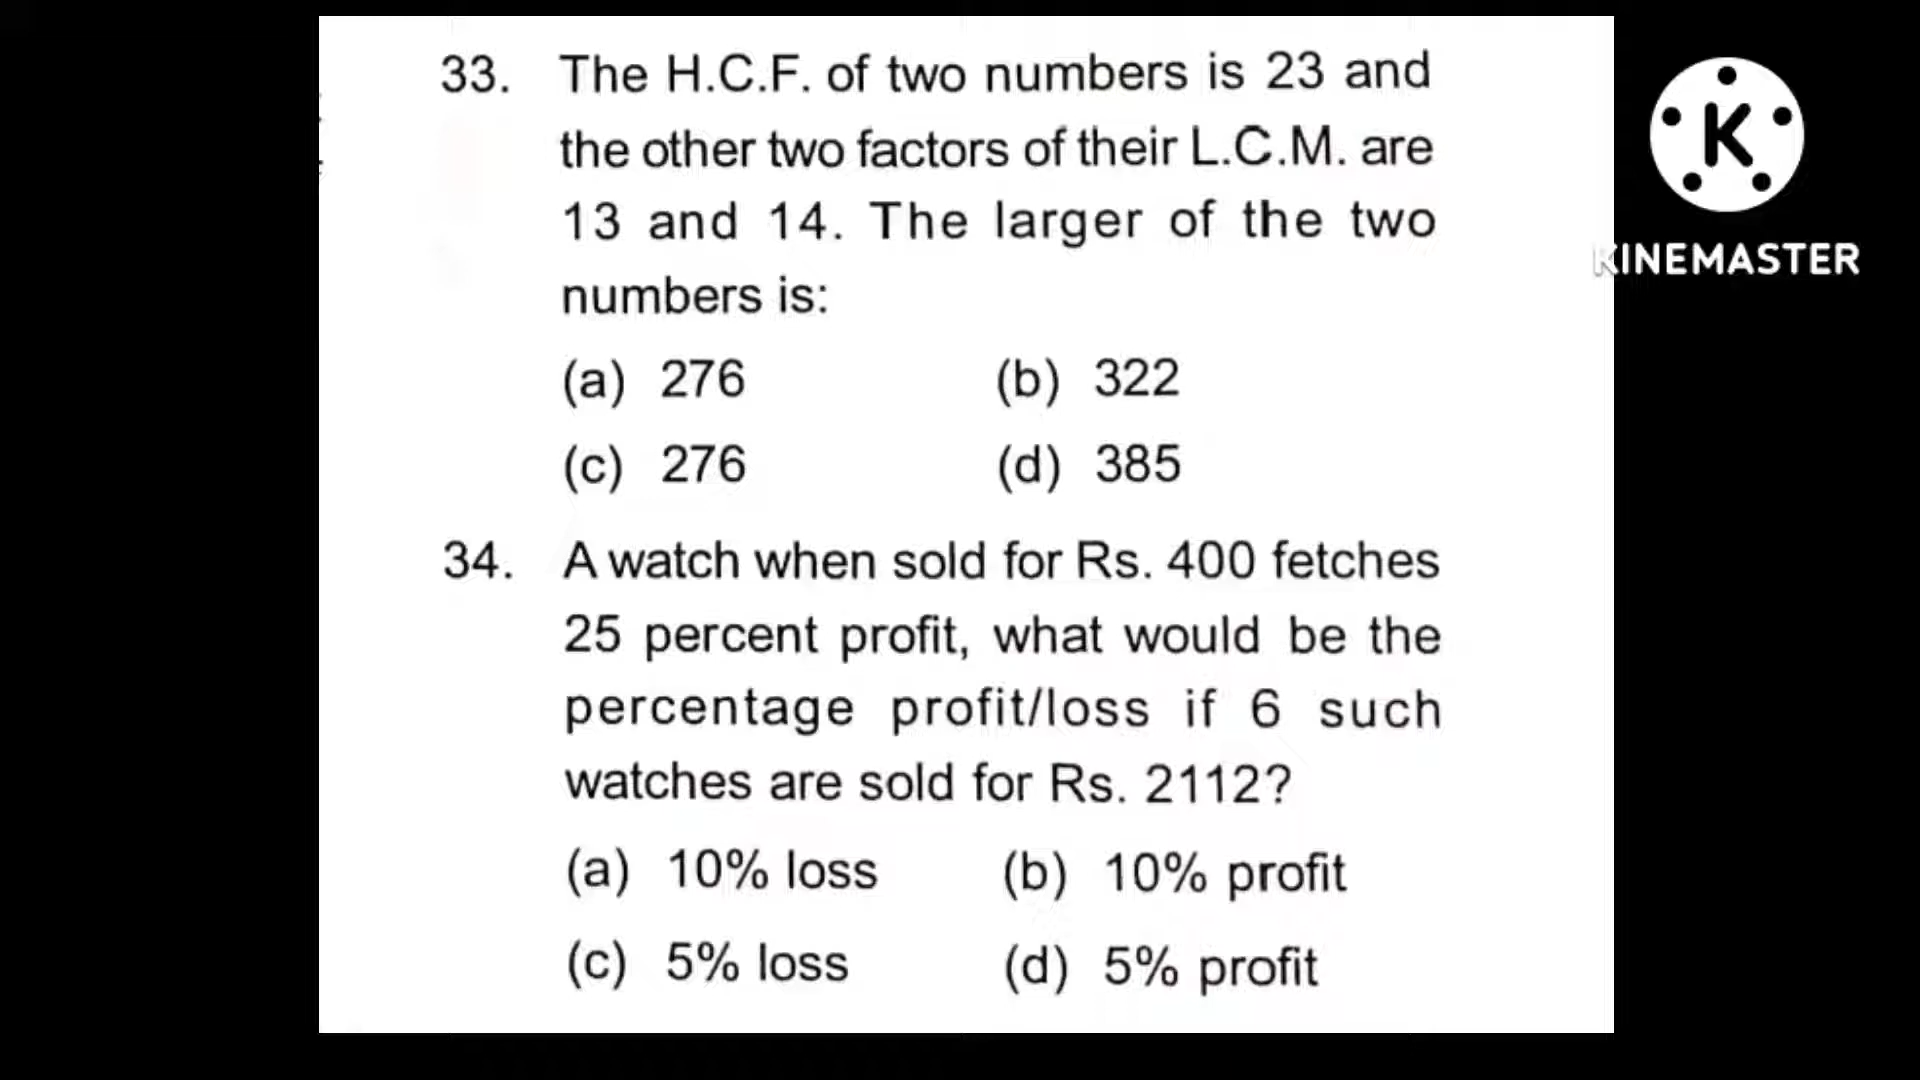 33. The H.C.F. of two numbers is 23 and
the other two factors of their L.C.M. are
13 and 14. The larger of the two
numbers is:
(a) 276 (b) 322
(c) 276 (d) 385
34. A watch when sold for Rs. 400 fetches
25 percent profit, what would be the
percentage profit/loss if 6 such
watches are sold for Rs. 2112?
(a) 10% loss (b) 10% profit
(c) 5% loss (d) 5% profit
K
KINEMASTER